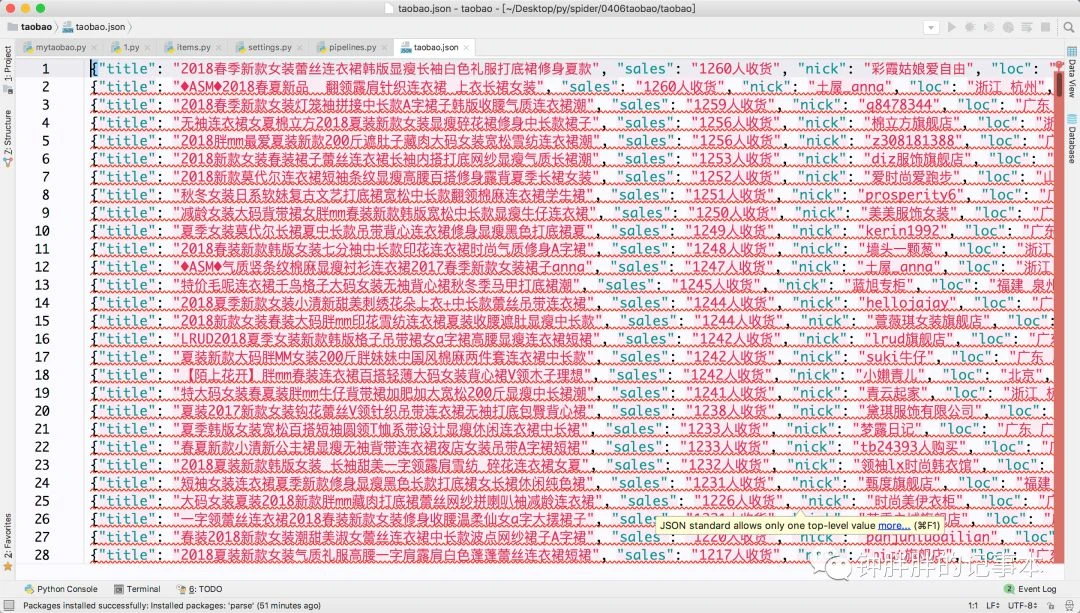 taobao.json - taobao - [~/Desktop/py/spider/0406taobao/taobao]
taobao taobao.json
mytaobao.py 1.py items.py settings.py pipelines.py taobao.json
1: Project
Z: Structure
2: Favorites
Data View
Database
1 {"title": "2018春季新款女装蕾丝连衣裙韩版显瘦长袖白色礼服打底裙修身夏款", "sales": "1260人收货", "nick": "彩霞姑娘爱自由", "loc":
2 {"title": "♦ASM♦2018春夏新品__翻领露肩针织连衣裙_上衣长裙女装", "sales": "1260人收货", "nick": "土屋_anna", "loc": "浙江 杭州",
3 {"title": "2018春季新款女装灯笼袖拼接中长款A字裙子韩版收腰气质连衣裙潮", "sales": "1259人收货", "nick": "q8478344", "loc": "广东
4 {"title": "无袖连衣裙女夏棉立方2018夏装新款女装显瘦碎花裙修身中长款裙子", "sales": "1256人收货", "nick": "棉立方旗舰店", "loc":
5 {"title": "2018胖mm最爱夏装新款200斤遮肚子藏肉大码女装宽松雪纺连衣裙潮", "sales": "1256人收货", "nick": "z308181388", "loc":
6 {"title": "2018新款女装春装裙子蕾丝连衣裙长袖内搭打底网纱显瘦气质长裙潮", "sales": "1253人收货", "nick": "diz服饰旗舰店", "loc":
7 {"title": "2018新款莫代尔连衣裙短袖条纹显瘦高腰百搭修身露背夏季长裙女装", "sales": "1252人收货", "nick": "爱时尚爱跑步", "loc":
8 {"title": "秋冬女装日系软妹复古文艺打底裙宽松中长款翻领棉麻连衣裙学生裙", "sales": "1251人收货", "nick": "prosperity6", "loc":
9 {"title": "减龄女装大码背带裙女胖mm春装新款韩版宽松中长款显瘦牛仔连衣裙", "sales": "1250人收货", "nick": "美美服饰女装", "loc":
10 {"title": "夏季女装莫代尔长裙夏中长款吊带背心连衣裙修身显瘦黑色打底裙夏", "sales": "1249人收货", "nick": "kerin1992", "loc": "广东
11 {"title": "2018春装新款韩版女装七分袖中长款印花连衣裙时尚气质修身A字裙", "sales": "1248人收货", "nick": "墙头一颗葱", "loc": "浙江
12 {"title": "♦ASM♦气质竖条纹棉麻显瘦衬衫连衣裙2017春季新款女装裙子anna", "sales": "1247人收货", "nick": "土屋_anna", "loc": "浙江
13 {"title": "特价毛呢连衣裙千鸟格子大码女装无袖背心裙秋冬季马甲打底裙潮", "sales": "1245人收货", "nick": "蓝旭专柜", "loc": "福建 泉州
14 {"title": "2018夏季新款女装小清新甜美刺绣花朵上衣+中长款蕾丝吊带连衣裙", "sales": "1244人收货", "nick": "hellojajay", "loc":
15 {"title": "2018新款女装春装大码胖mm印花雪纺连衣裙夏装收腰遮肚显瘦中长款", "sales": "1244人收货", "nick": "蔷薇琪女装旗舰店", "loc":
16 {"title": "LRUD2018夏季女装新款韩版格子吊带裙女a字裙高腰显瘦连衣裙短裙", "sales": "1242人收货", "nick": "lrud旗舰店", "loc": "广东
17 {"title": "夏装新款大码胖MM女装200斤胖妹妹中国风棉麻两件套连衣裙中长款", "sales": "1242人收货", "nick": "suki牛仔", "loc": "广东
18 {"title": "【陌上花开】胖mm春装连衣裙百搭轻薄大码女装背心裙V领木子理想", "sales": "1242人收货", "nick": "小嬾青儿", "loc": "北京",
19 {"title": "特大码女装春夏装胖mm牛仔背带裙加肥加大宽松200斤显瘦中长裙潮", "sales": "1241人收货", "nick": "青云起家", "loc": "浙江
20 {"title": "夏装2017新款女装钩花蕾丝V领针织吊带连衣裙无袖打底包臀背心裙", "sales": "1238人收货", "nick": "黛琪服饰有限公司", "loc":
21 {"title": "夏季韩版女装宽松百搭短袖圆领T恤系带设计显瘦休闲连衣裙中长裙", "sales": "1233人收货", "nick": "梦露日记", "loc": "广东
22 {"title": "春夏新款小清新公主裙显瘦无袖背带连衣裙夜店女装吊带A字裙短裙", "sales": "1233人收货", "nick": "tb24393人购买", "loc":
23 {"title": "2018夏装新款韩版女装_长袖甜美一字领露肩雪纺_碎花连衣裙女夏", "sales": "1232人收货", "nick": "领袖lx时尚韩衣馆", "loc":
24 {"title": "短袖女装连衣裙夏季新款修身显瘦黑色长款打底裙女长裙休闲纯色裙", "sales": "1231人收货", "nick": "甄度旗舰店", "loc": "福建
25 {"title": "大码女装夏装2018新款胖mm藏肉打底裙蕾丝网纱拼喇叭袖减龄连衣裙", "sales": "1226人收货", "nick": "时尚美伊衣柜", "loc":
26 {"title": "一字领蕾丝连衣裙2018春装新款女装修身收腰温柔仙女a字大摆裙子", "loc":
JSON standard allows only one top-level value more... (⌘F1)
27 {"title": "春装2018新款女装潮甜美淑女蕾丝连衣裙中长款波点网纱裙子A字裙", "sales": "1220人收货", "nick": "panjuntuodilian", "loc":
28 {"title": "2018夏装新款女装气质礼服高腰一字肩露肩白色蓬蓬蕾丝连衣裙短裙", "sales": "1217人收货", "loc": "广东
钟胖胖的记事本
Python Console Terminal 6: TODO 2 Event Log
Packages installed successfully: Installed packages: 'parse' (51 minutes ago) 1:1 LF÷ UTF-8÷